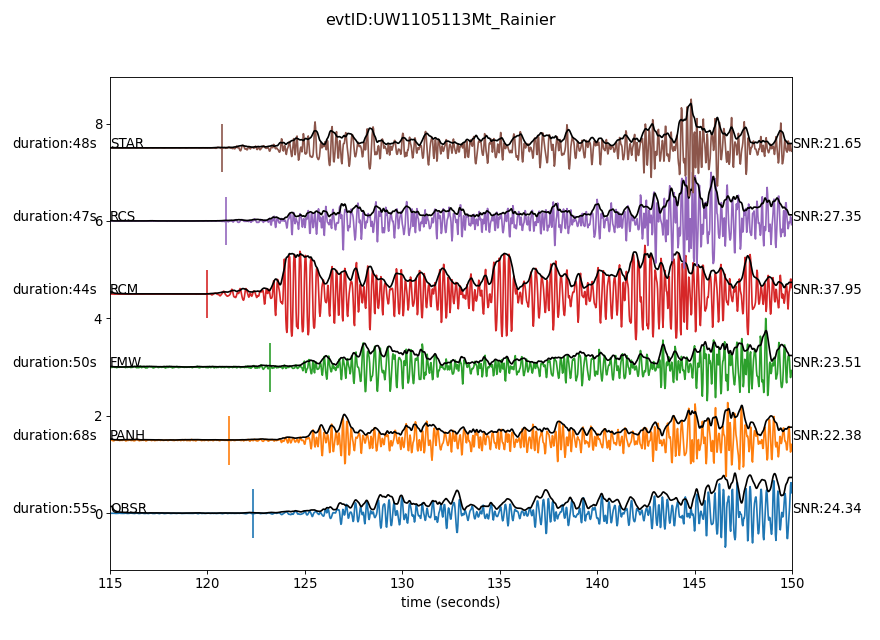 evtID:UW1105113Mt_Rainier
8
duration:48s STAR SNR:21.65
duration:47s RCS SNR:27.35
6
duration:44s RCM SNR:37.95
4
duration:50s FMW SNR:23.51
2
duration:68s PANH SNR:22.38
duration:55s OBSR SNR:24.34
0
115 120 125 130 135 140 145 150
time (seconds)